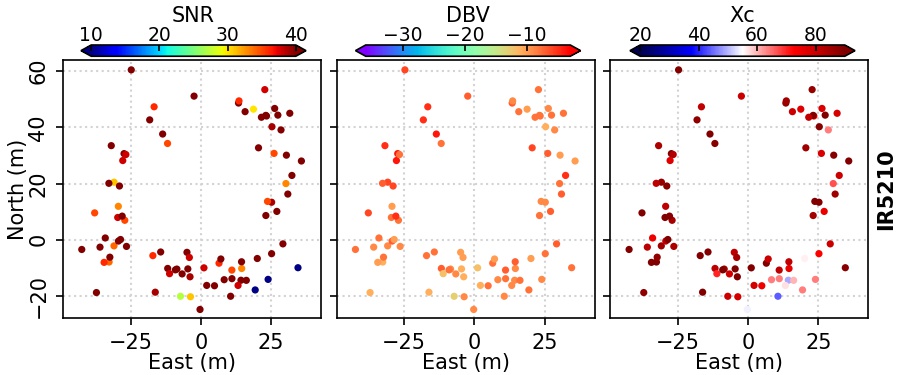 SNR DBV Xc
10 20 30 40 −30 −20 −10 20 40 60 80
60
40
20
0
−20
North (m)
IR5210
−25 0 25 −25 0 25 −25 0 25
East (m) East (m) East (m)